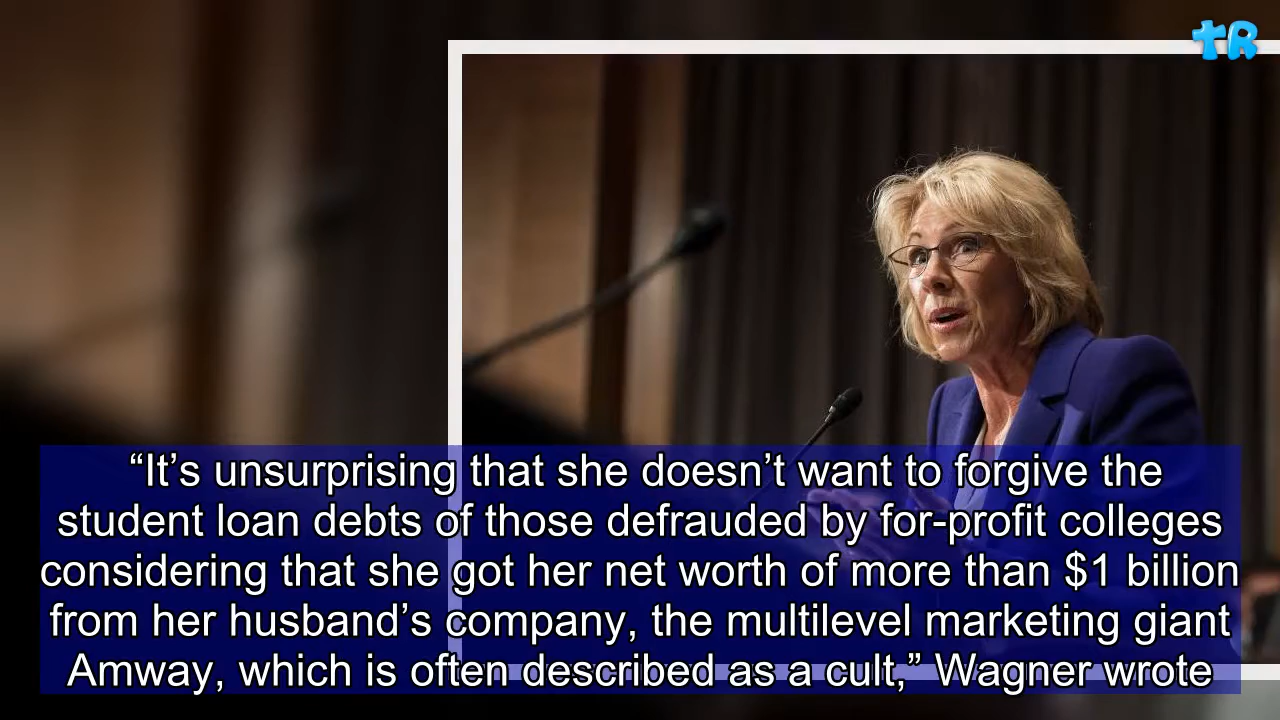 TR
“It’s unsurprising that she doesn’t want to forgive the
student loan debts of those defrauded by for-profit colleges
considering that she got her net worth of more than $1 billion
from her husband’s company, the multilevel marketing giant
Amway, which is often described as a cult,” Wagner wrote